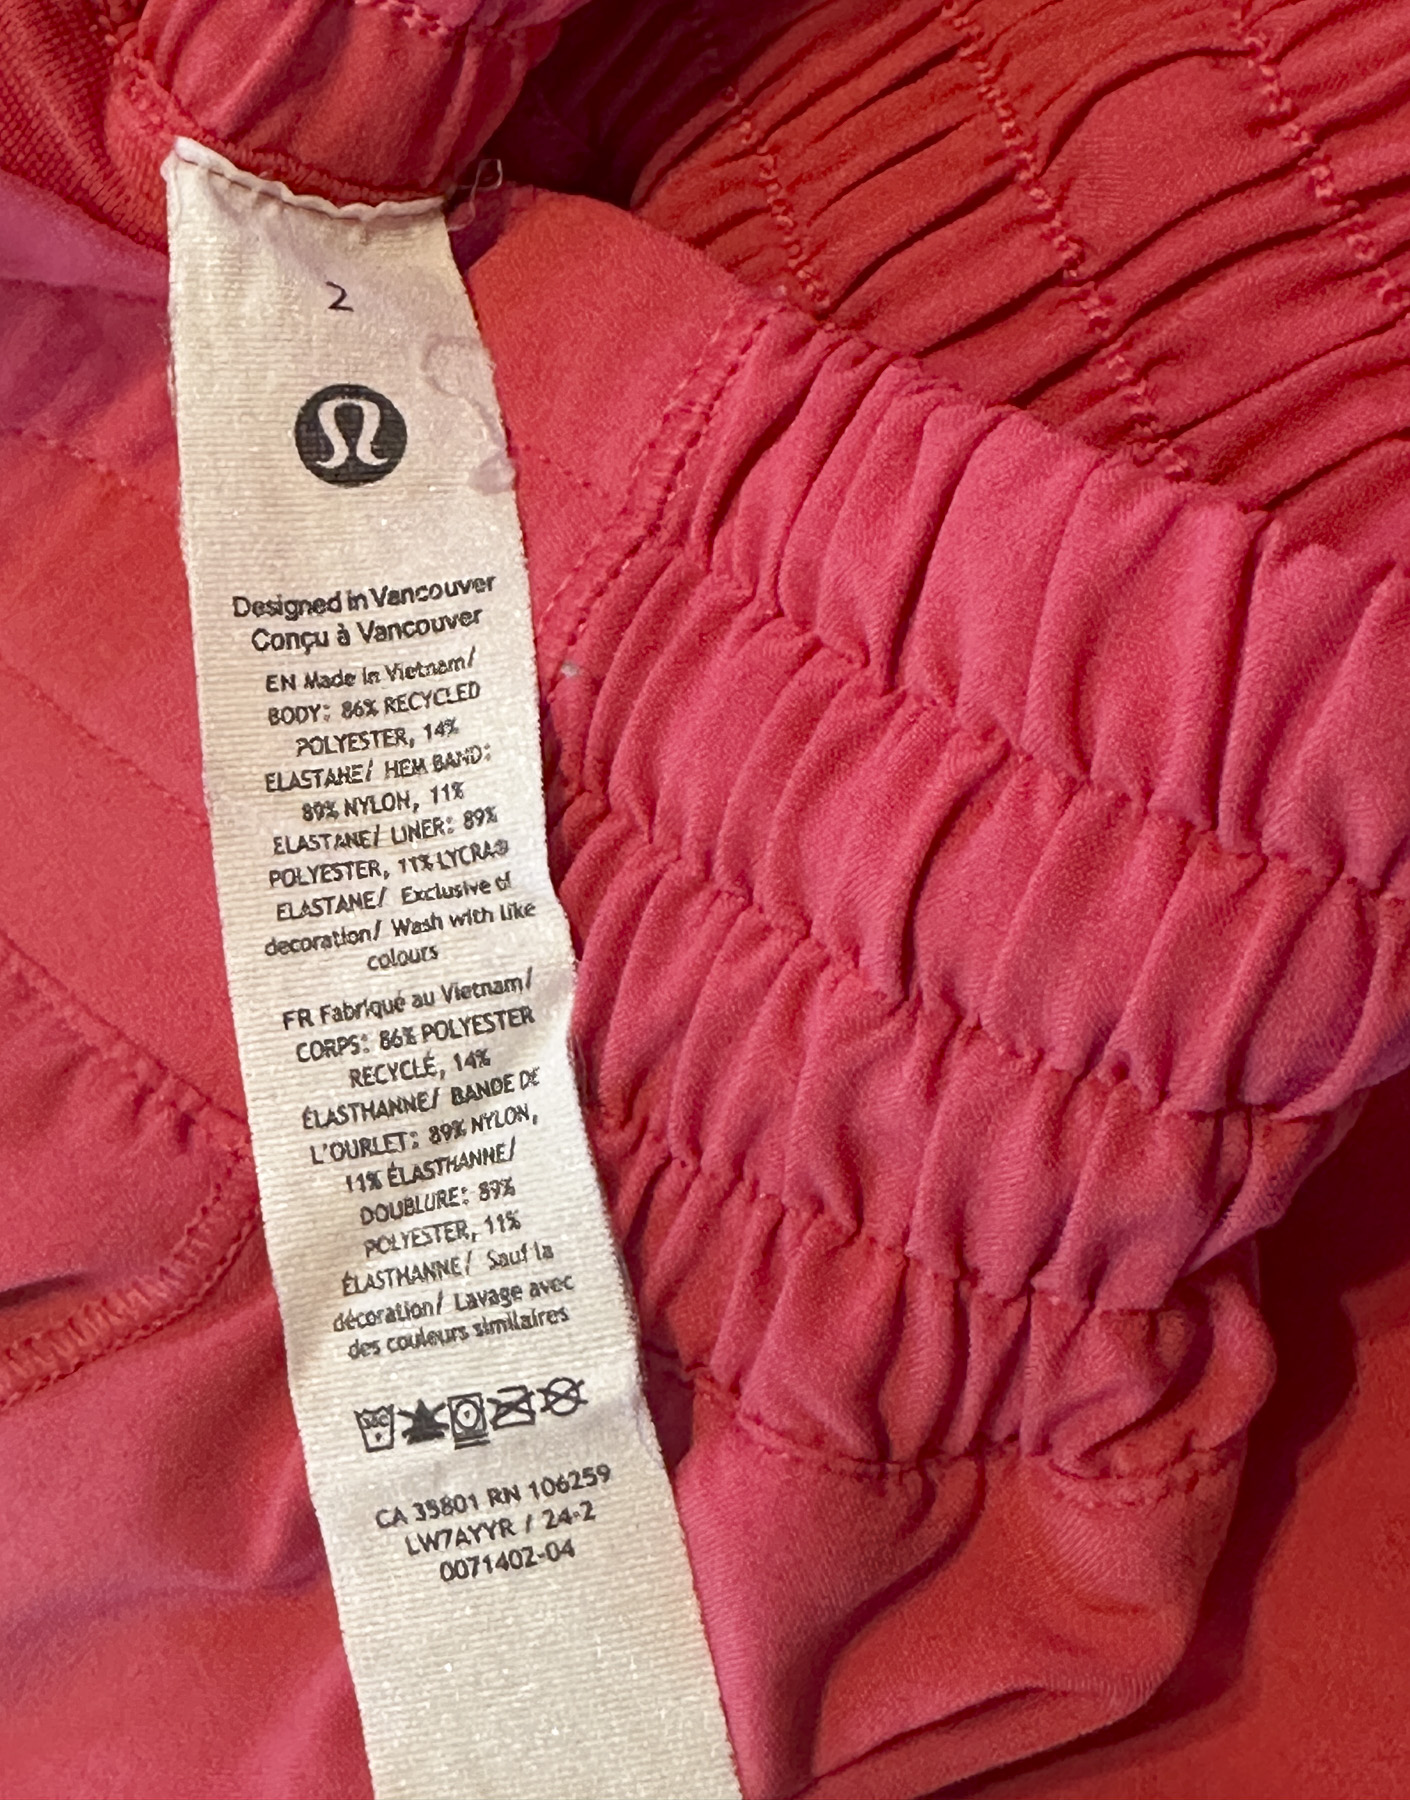 2
Designed in Vancouver
Conçu à Vancouver
EN Made in Vietnam/
BODY: 86% RECYCLED
POLYESTER, 14%
ELASTANE/ HEM BAND:
89% NYLON, 11%
ELASTANE/ LINER: 89%
POLYESTER, 11% LYCRA®
ELASTANE/ Exclusive of
decoration/ Wash with like
colours
FR Fabriqué au Vietnam/
CORPS: 86% POLYESTER
RECYCLÉ, 14%
ÉLASTHANNE/ BANDE DE
L'OURLET: 89% NYLON,
11% ÉLASTHANNE/
DOUBLURE: 89%
POLYESTER, 11%
ÉLASTHANNE/ Sauf la
décoration/ Lavage avec
des couleurs similaires
CA 35801 RN 106259
LW7AYYR / 24-2
0071402-04